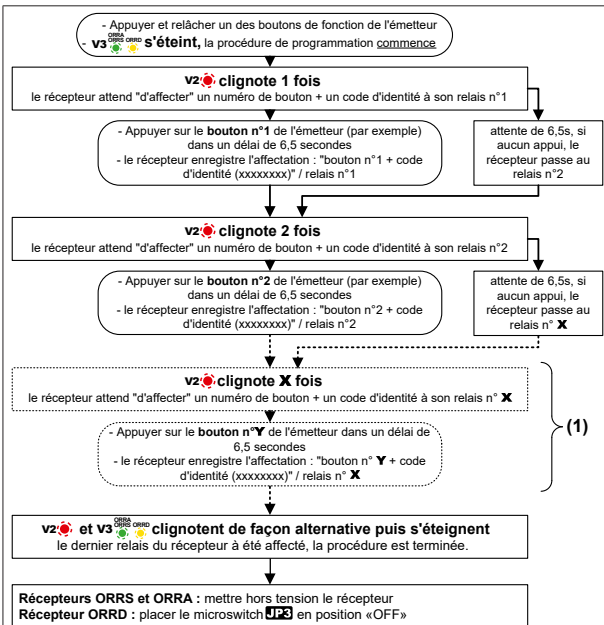 - Appuyer et relâcher un des boutons de fonction de l'émetteur
- V3 ORRA ORRS ORRD s'éteint, la procédure de programmation commence
V2 clignote 1 fois
le récepteur attend "d'affecter" un numéro de bouton + un code d'identité à son relais n°1
- Appuyer sur le bouton n°1 de l'émetteur (par exemple)
dans un délai de 6,5 secondes
- le récepteur enregistre l'affectation : "bouton n°1 + code
d'identité (xxxxxxxx)" / relais n°1
attente de 6,5s, si
aucun appui, le
récepteur passe au
relais n°2
V2 clignote 2 fois
le récepteur attend "d'affecter" un numéro de bouton + un code d'identité à son relais n°2
- Appuyer sur le bouton n°2 de l'émetteur (par exemple)
dans un délai de 6,5 secondes
- le récepteur enregistre l'affectation : "bouton n°2 + code
d'identité (xxxxxxxx)" / relais n°2
attente de 6,5s, si
aucun appui, le
récepteur passe au
relais n° X
V2 clignote X fois
le récepteur attend "d'affecter" un numéro de bouton + un code d'identité à son relais n° X
- Appuyer sur le bouton n°Y de l'émetteur dans un délai de
6,5 secondes
- le récepteur enregistre l'affectation : "bouton n° Y + code
d'identité (xxxxxxxx)" / relais n° X
(1)
V2 et V3 ORRA ORRS ORRD clignotent de façon alternative puis s'éteignent
le dernier relais du récepteur à été affecté, la procédure est terminée.
Récepteurs ORRS et ORRA : mettre hors tension le récepteur
Récepteur ORRD : placer le microswitch JP3 en position «OFF»